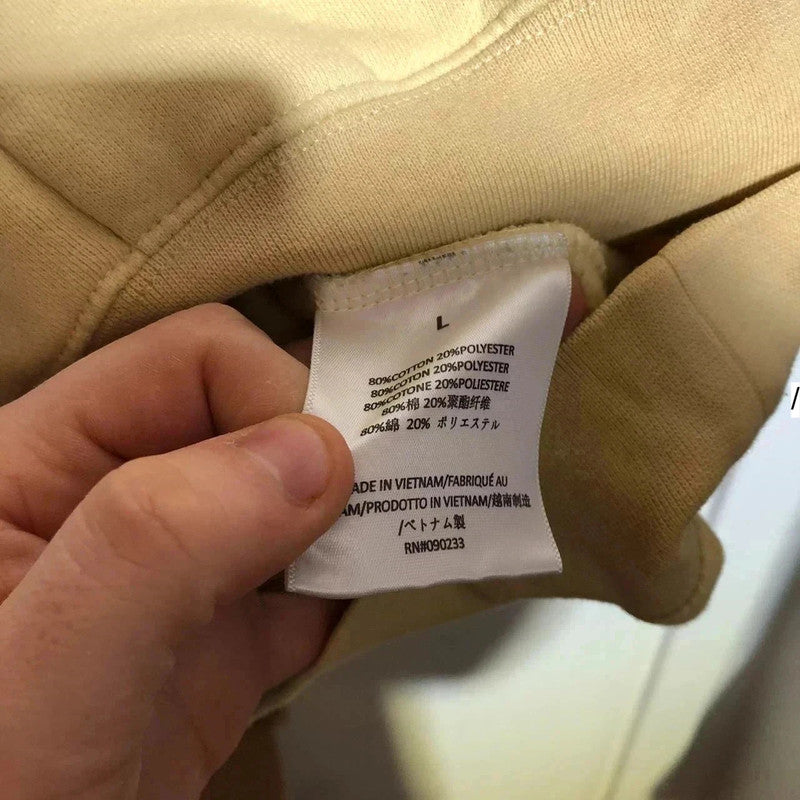 L
80%COTTON 20%POLYESTER
80%COTON 20%POLYESTER
80%COTONE 20%POLIESTERE
80%棉 20%聚酯纤维
80%綿 20% ポリエステル
ADE IN VIETNAM/FABRIQUÉ AU
AM/PRODOTTO IN VIETNAM/越南制造
/ベトナム製
RN#090233